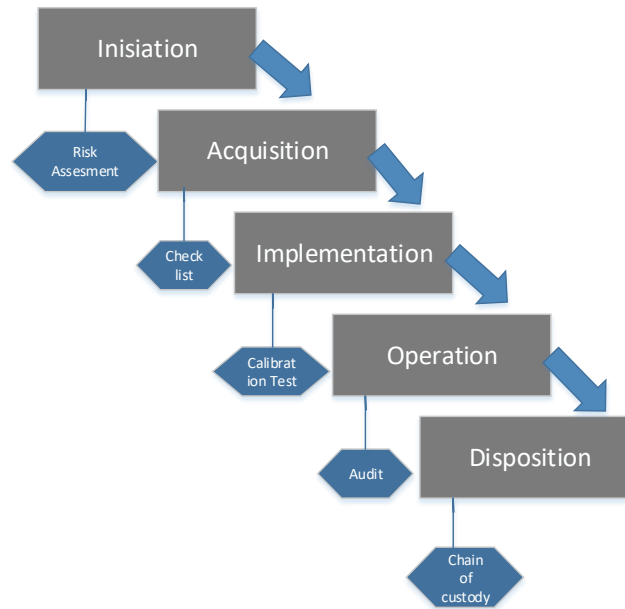 Inisiation
Risk
Assesment
Acquisition
Check
list
Implementation
Calibrat
ion Test
Operation
Audit
Disposition
Chain
of
custody